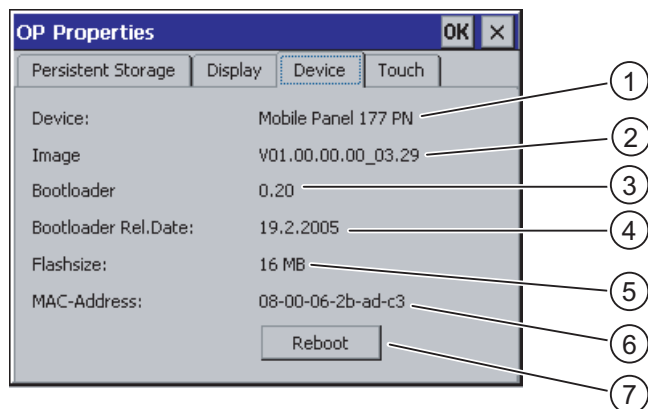 OP Properties OK ×
Persistent Storage Display Device Touch
Device: Mobile Panel 177 PN 1
Image V01.00.00.00_03.29 2
Bootloader 0.20 3
Bootloader Rel.Date: 19.2.2005 4
Flashsize: 16 MB 5
MAC-Address: 08-00-06-2b-ad-c3 6
Reboot 7